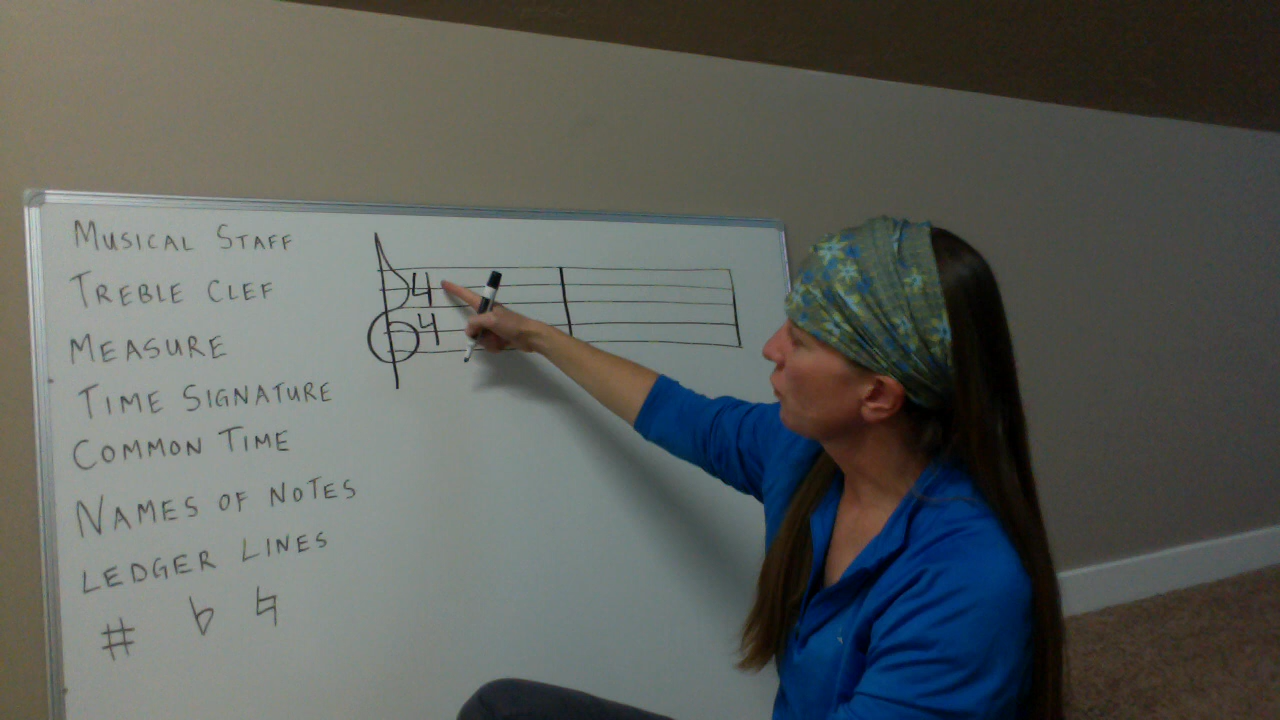 MUSICAL STAFF
TREBLE CLEF
MEASURE
TIME SIGNATURE
COMMON TIME
NAMES OF NOTES
LEDGER LINES
# ♭ ♮
4
4